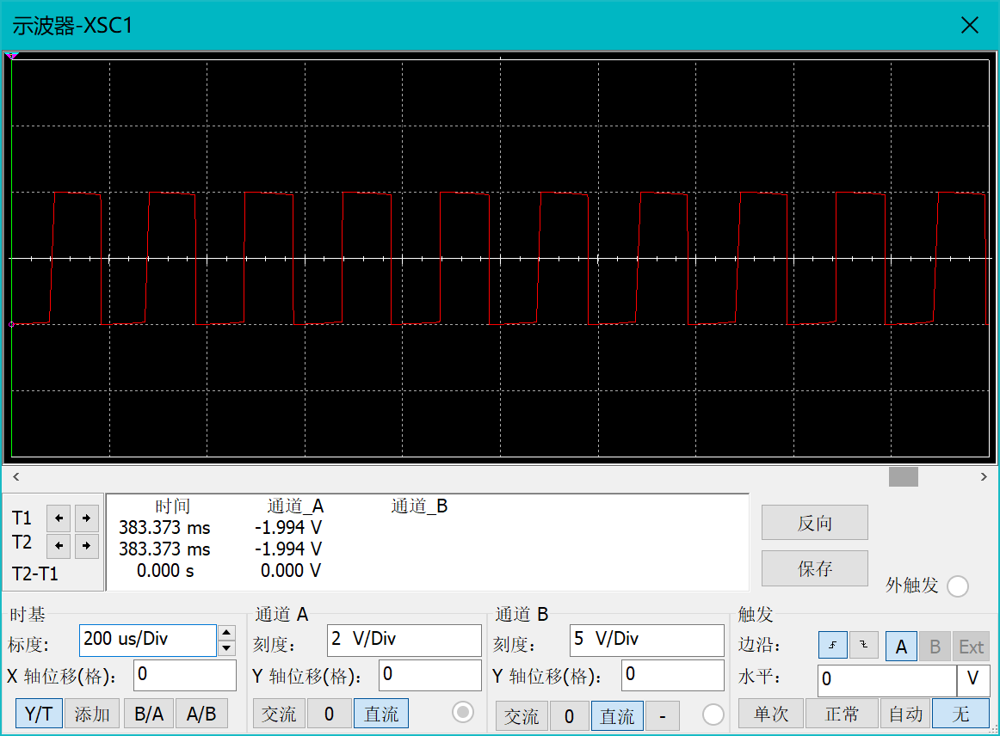 示波器-XSC1
时间 通道_A 通道_B
T1 383.373 ms -1.994 V
T2 383.373 ms -1.994 V
T2-T1 0.000 s 0.000 V
反向
保存
外触发
时基
标度: 200 us/Div
X 轴位移(格): 0
Y/T 添加 B/A A/B
通道 A
刻度: 2 V/Div
Y 轴位移(格): 0
交流 0 直流
通道 B
刻度: 5 V/Div
Y 轴位移(格): 0
交流 0 直流 -
触发
边沿: A B Ext
水平: 0 V
单次 正常 自动 无